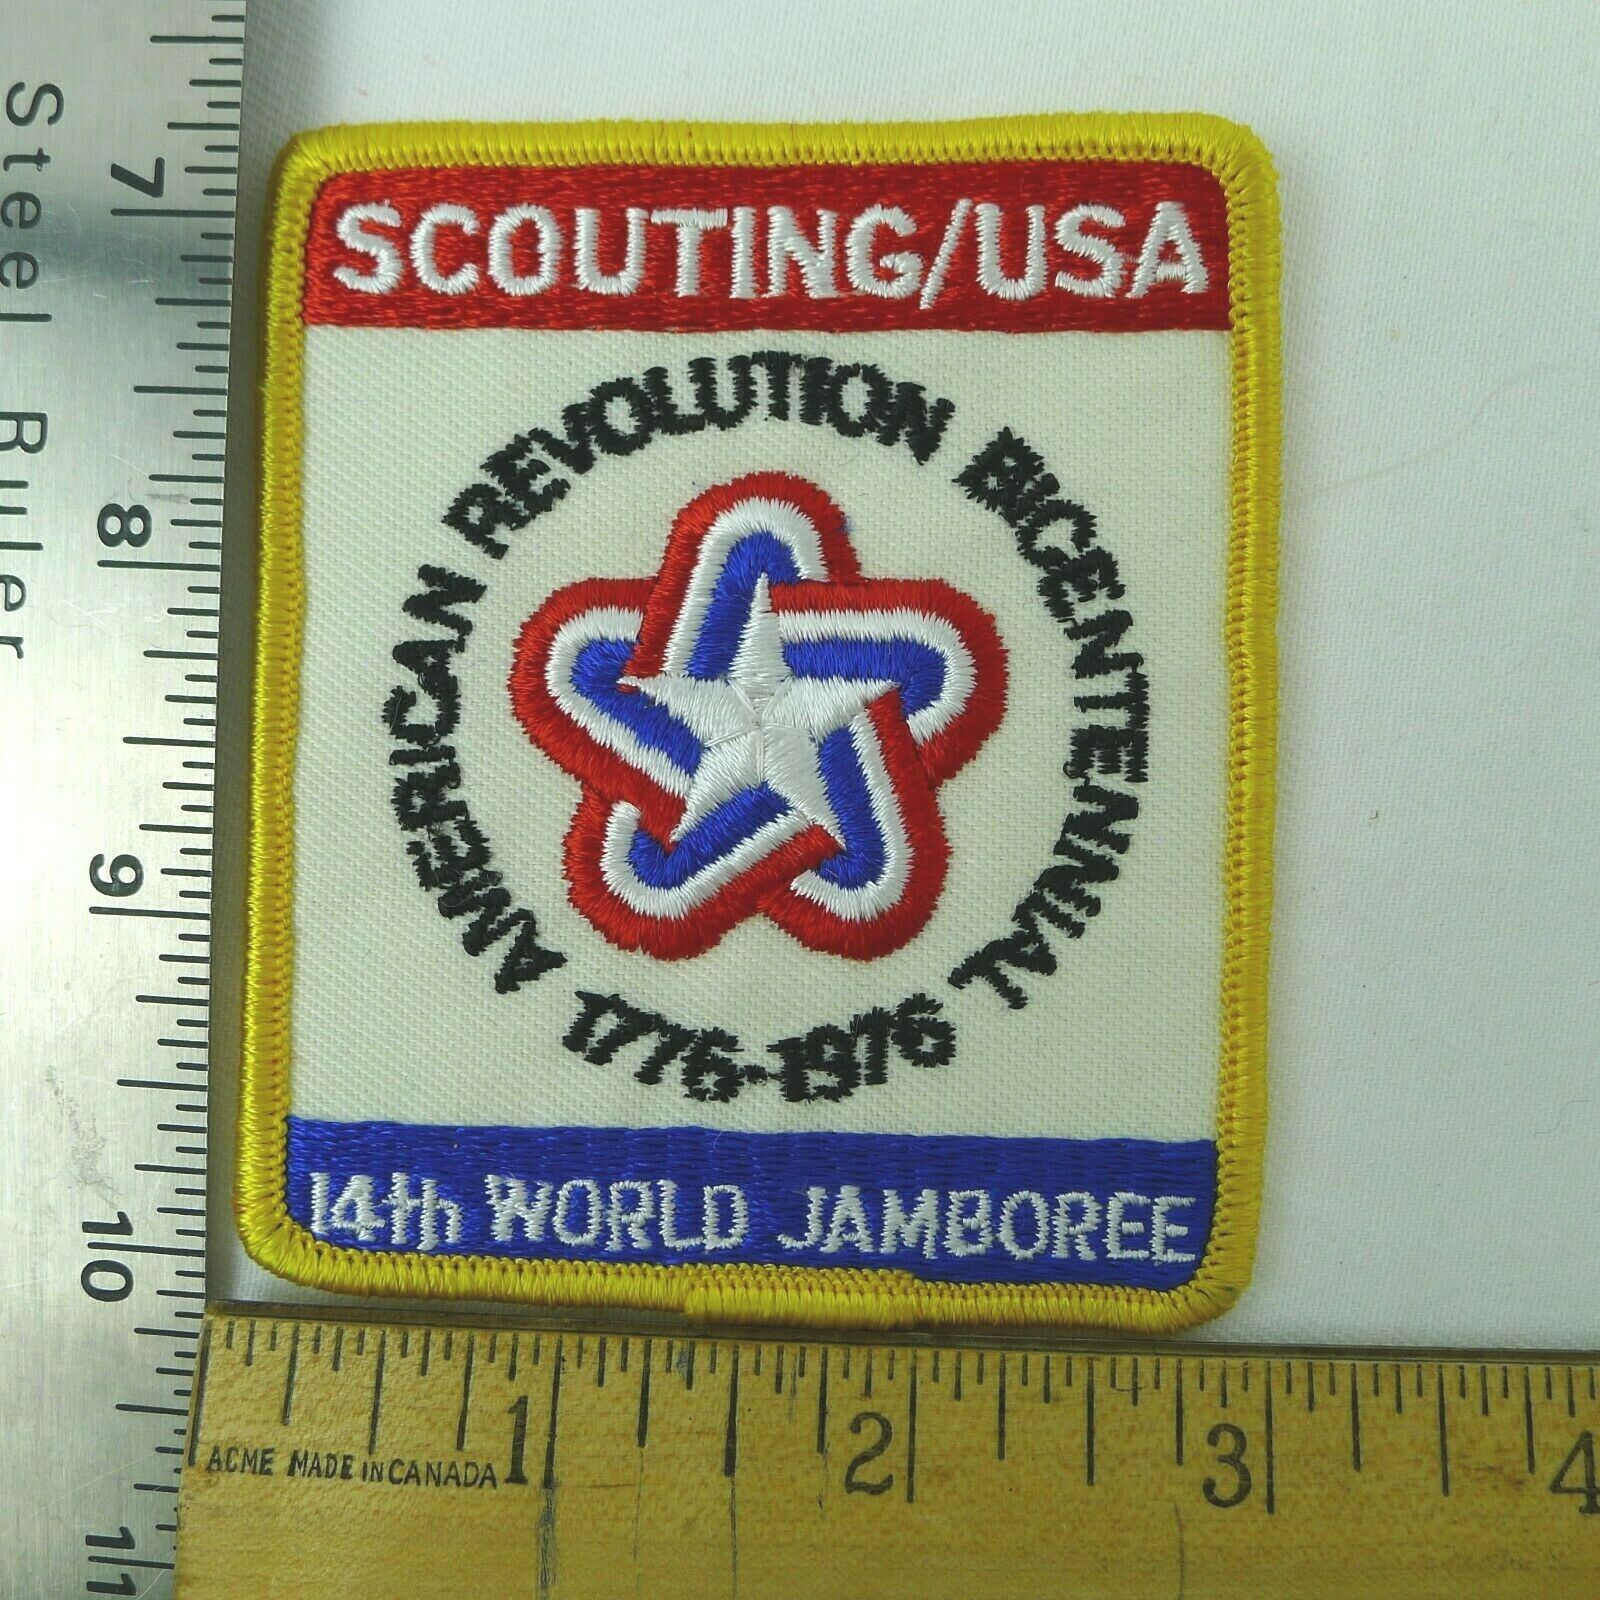 SCOUTING/USA
AMERICAN REVOLUTION BICENTENNIAL
1776-1976
14th WORLD JAMBOREE
Steel Ruler
7
8
9
10
11
1 2 3 4
ACME MADE IN CANADA